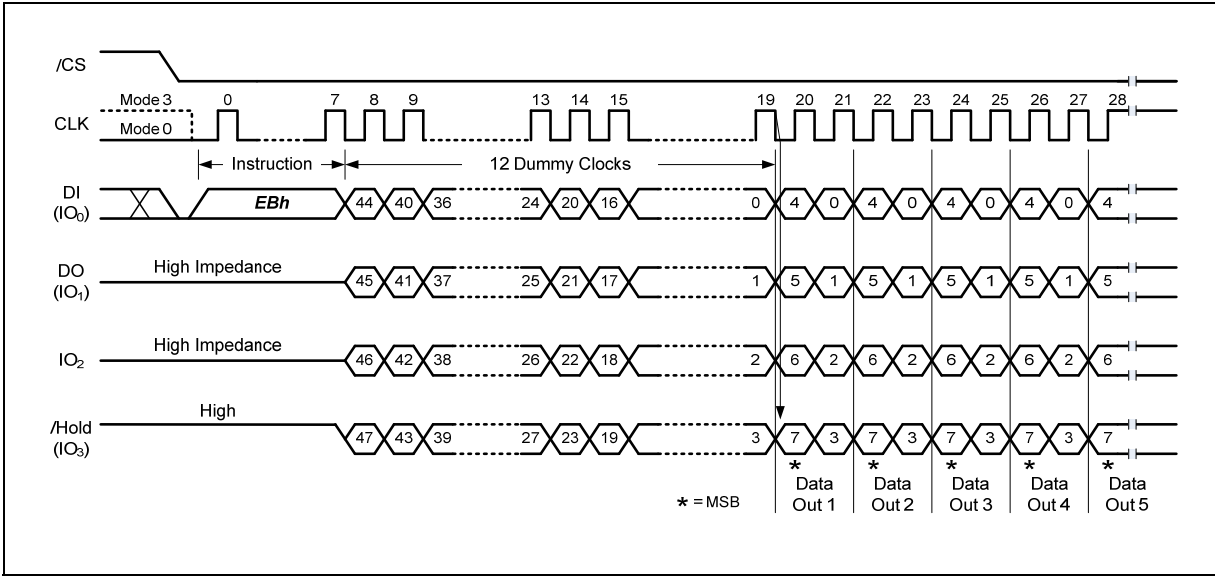 /CS
Mode 3 0 7 8 9 13 14 15 19 20 21 22 23 24 25 26 27 28
CLK
Mode 0
Instruction 12 Dummy Clocks
DI
(IO₀)
EBh 44 40 36 24 20 16 0 4 0 4 0 4 0 4 0 4
DO
(IO₁)
High Impedance 45 41 37 25 21 17 1 5 1 5 1 5 1 5 1 5
IO₂
High Impedance 46 42 38 26 22 18 2 6 2 6 2 6 2 6 2 6
/Hold
(IO₃)
High 47 43 39 27 23 19 3 7 3 7 3 7 3 7 3 7
* * * * *
* = MSB
Data Out 1
Data Out 2
Data Out 3
Data Out 4
Data Out 5